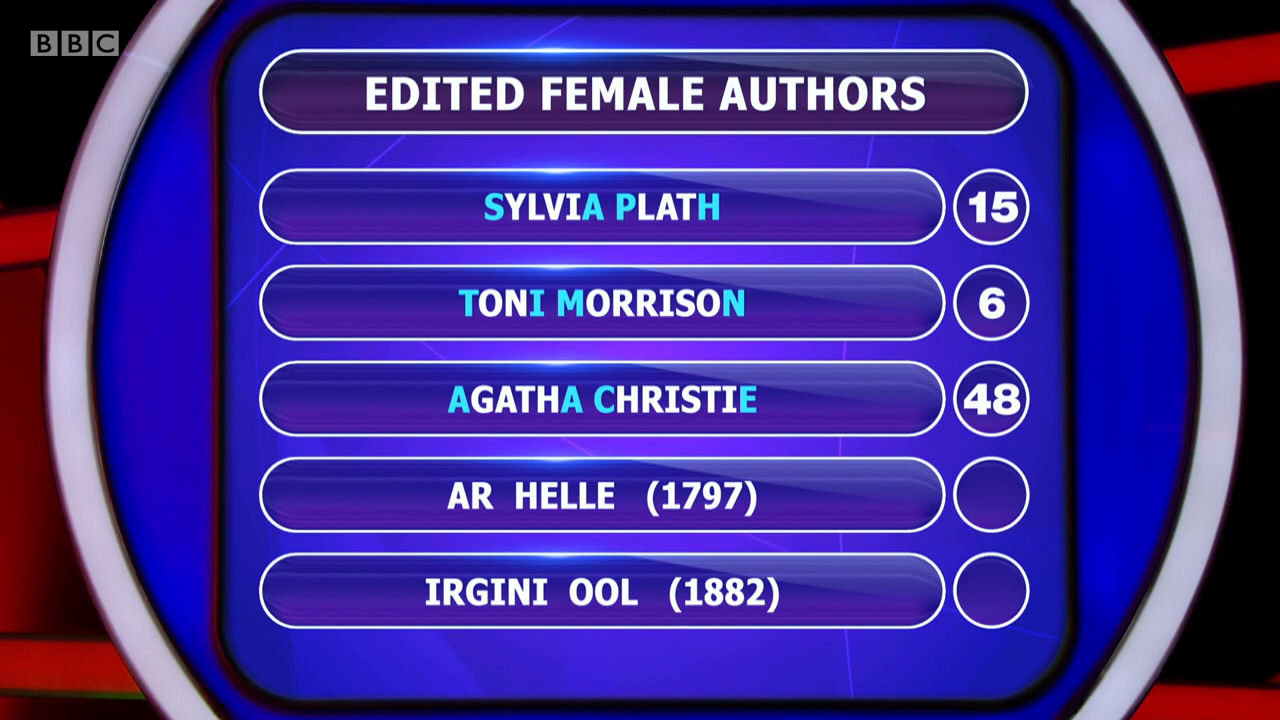 BBC
EDITED FEMALE AUTHORS
SYLVIA PLATH 15
TONI MORRISON 6
AGATHA CHRISTIE 48
AR HELLE (1797)
IRGINI OOL (1882)